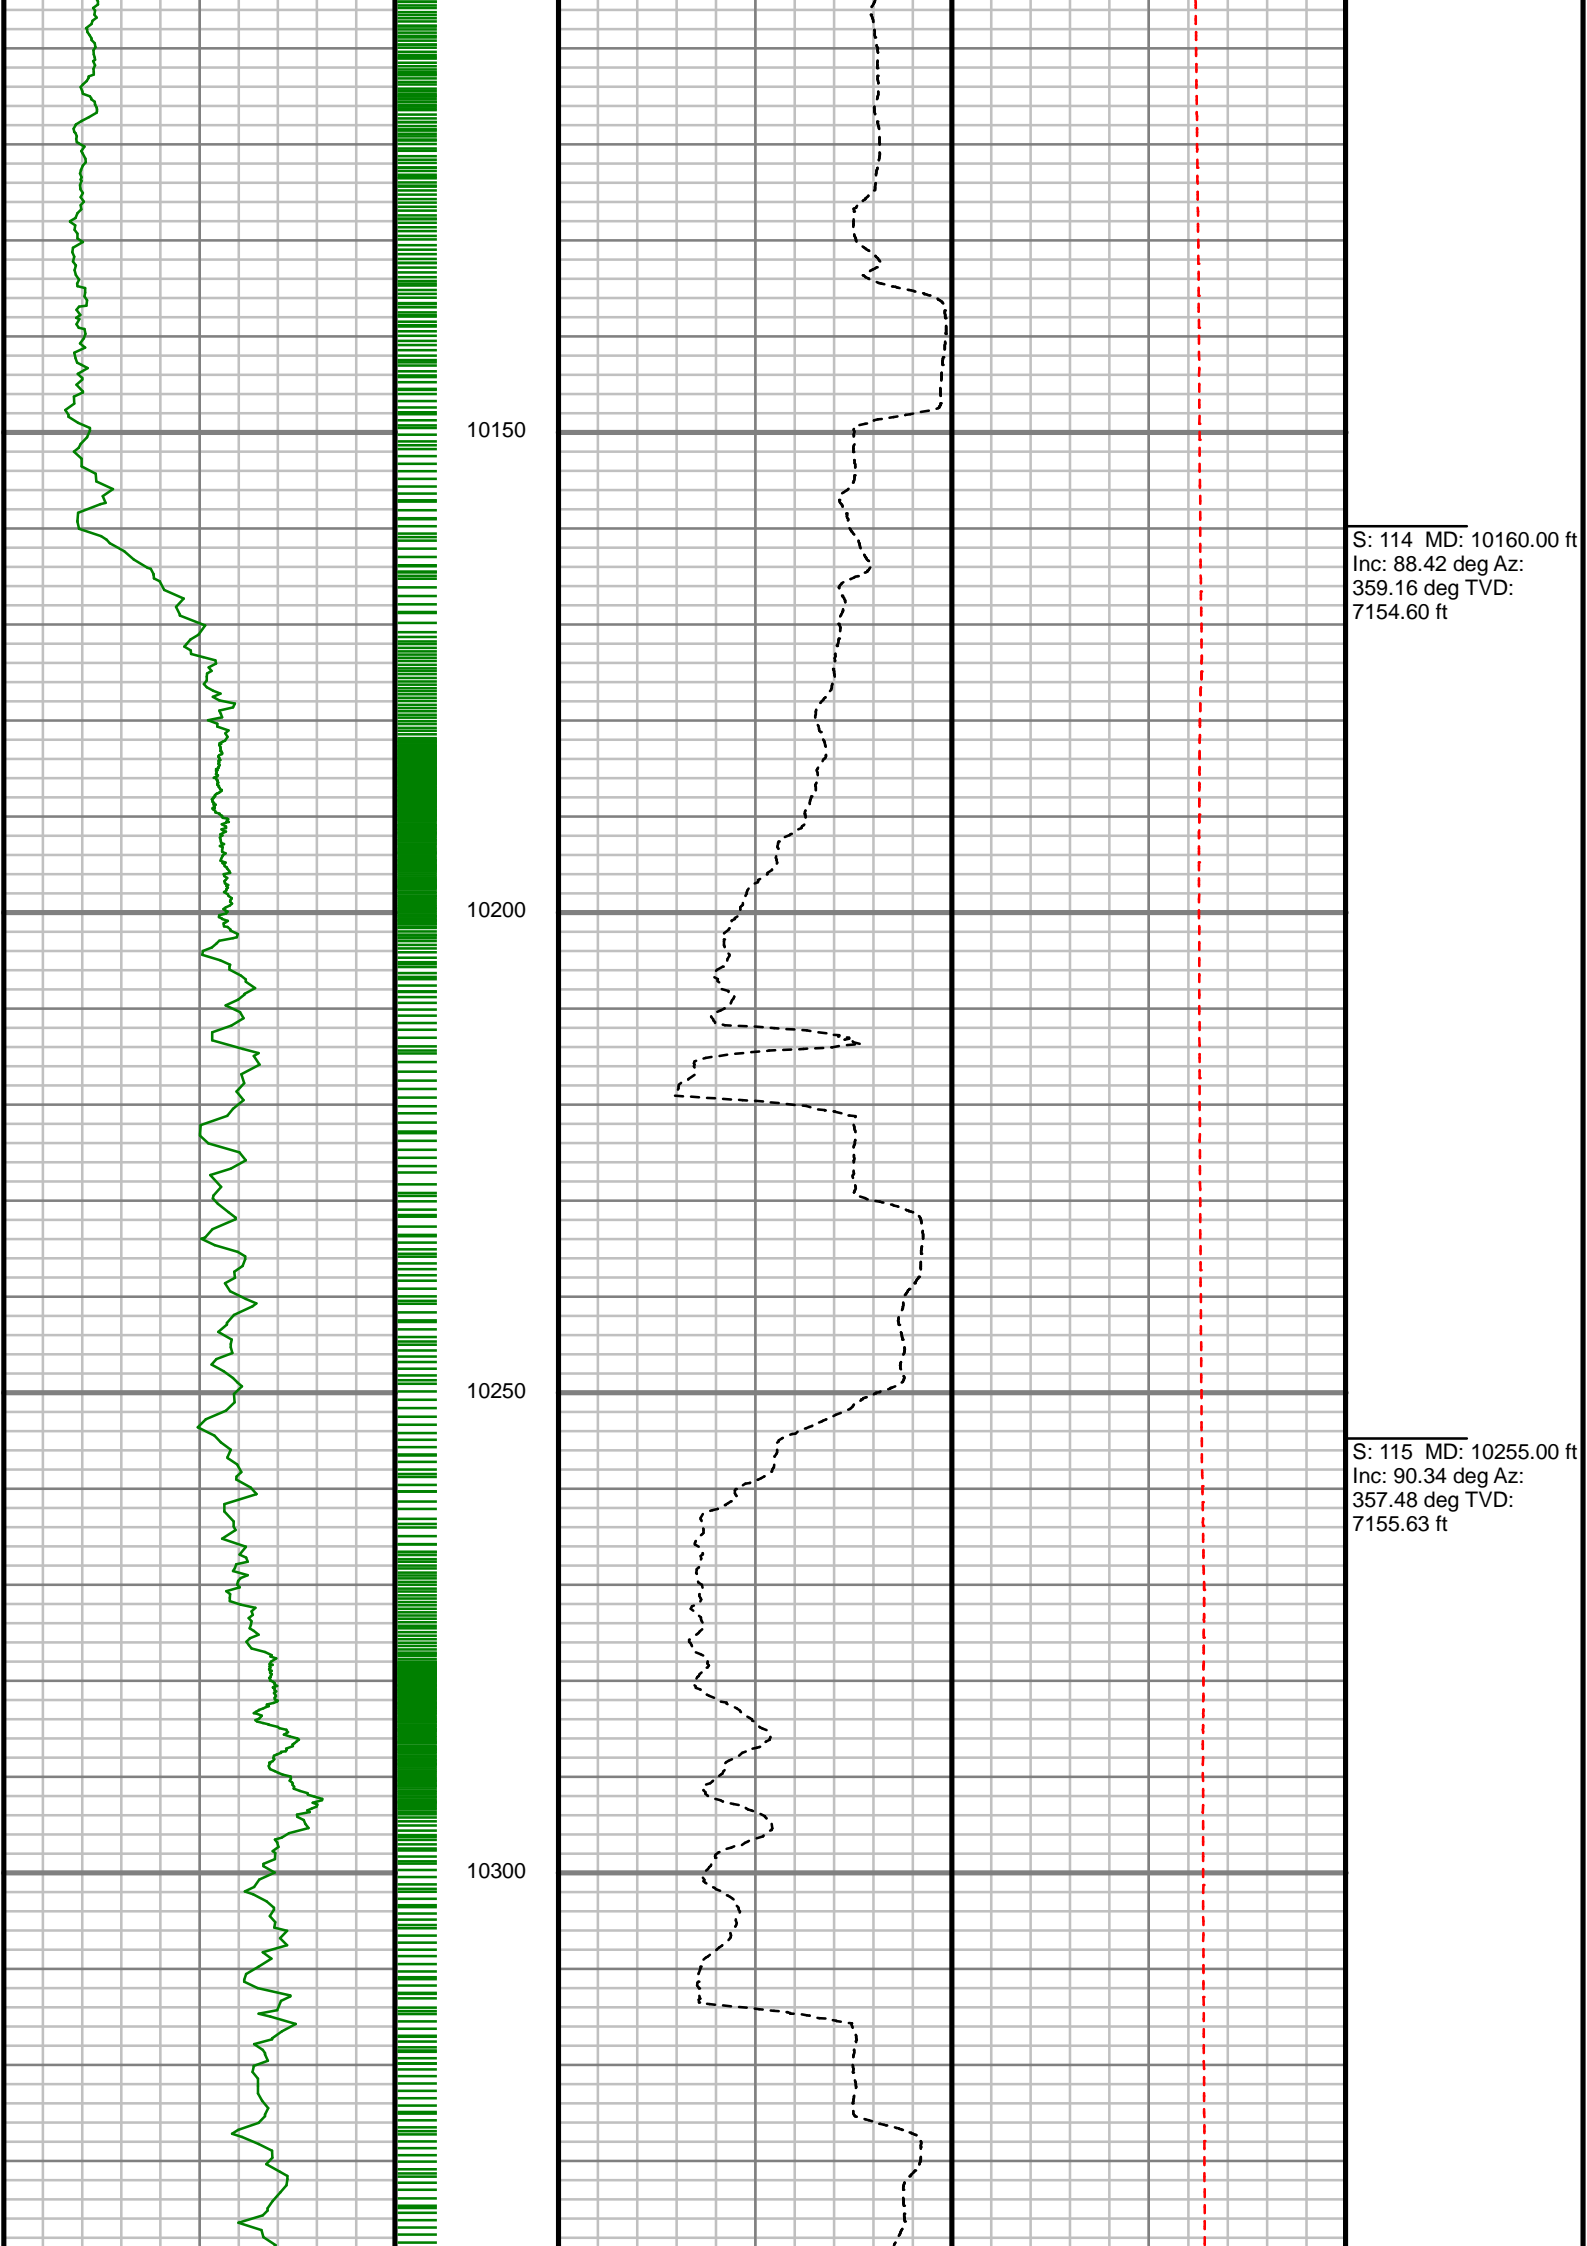 10150
S: 114 MD: 10160.00 ft
Inc: 88.42 deg Az:
359.16 deg TVD:
7154.60 ft
10200
10250
S: 115 MD: 10255.00 ft
Inc: 90.34 deg Az:
357.48 deg TVD:
7155.63 ft
10300